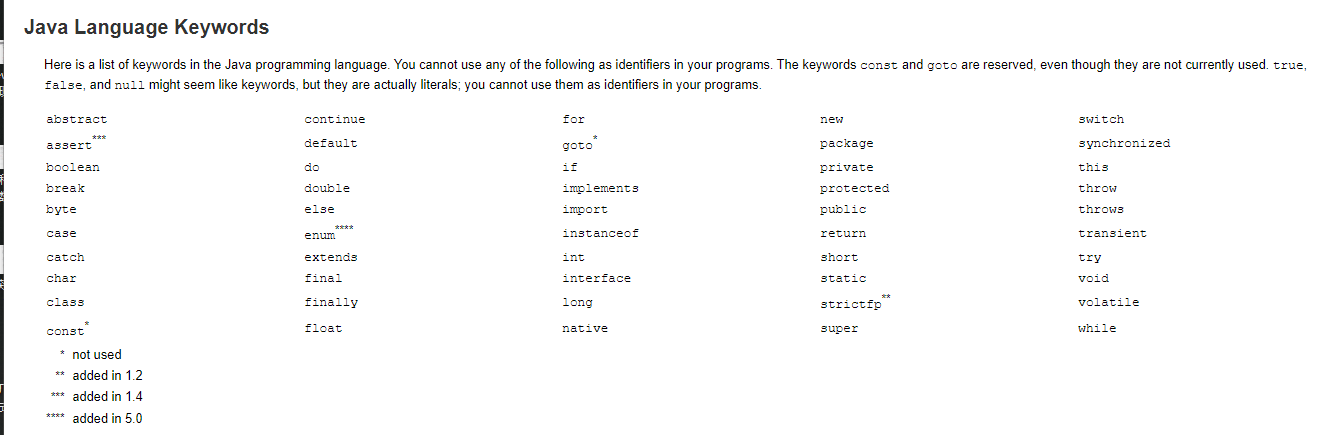 Java Language Keywords
Here is a list of keywords in the Java programming language. You cannot use any of the following as identifiers in your programs. The keywords const and goto are reserved, even though they are not currently used. true,
false, and null might seem like keywords, but they are actually literals; you cannot use them as identifiers in your programs.
abstract continue for new switch
assert*** default goto* package synchronized
boolean do if private this
break double implements protected throw
byte else import public throws
case enum**** instanceof return transient
catch extends int short try
char final interface static void
class finally long strictfp** volatile
const* float native super while
* not used
** added in 1.2
*** added in 1.4
**** added in 5.0